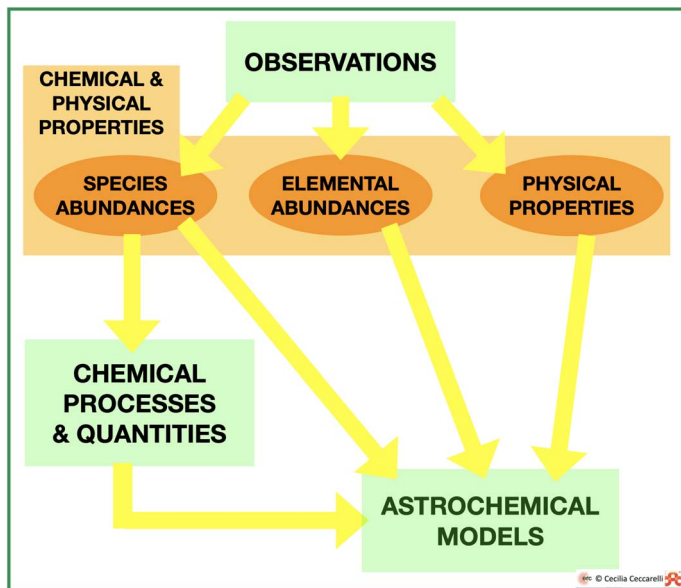 OBSERVATIONS
CHEMICAL &
PHYSICAL
PROPERTIES
SPECIES
ABUNDANCES
ELEMENTAL
ABUNDANCES
PHYSICAL
PROPERTIES
CHEMICAL
PROCESSES
& QUANTITIES
ASTROCHEMICAL
MODELS
© Cecilia Ceccarelli